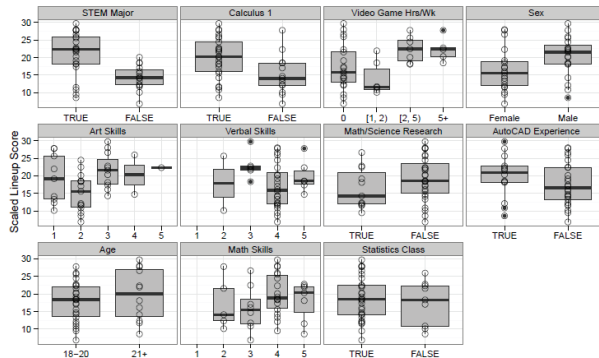 STEM Major Calculus 1 Video Game Hrs/Wk Sex
30
25
20
15
10
TRUE FALSE TRUE FALSE 0 [1, 2) [2, 5) 5+ Female Male
Art Skills Verbal Skills Math/Science Research AutoCAD Experience
Scaled Lineup Score
30
25
20
15
10
1 2 3 4 5 1 2 3 4 5 TRUE FALSE TRUE FALSE
Age Math Skills Statistics Class
30
25
20
15
10
18−20 21+ 1 2 3 4 5 TRUE FALSE